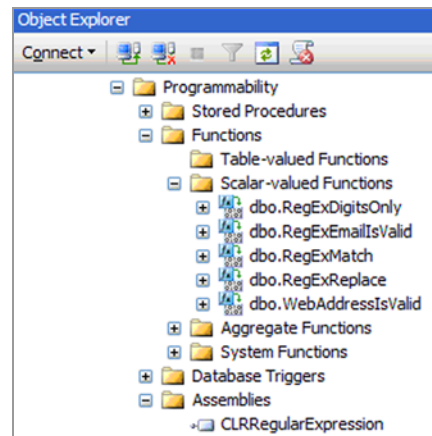 Object Explorer
Connect
Programmability
Stored Procedures
Functions
Table-valued Functions
Scalar-valued Functions
dbo.RegExDigitsOnly
dbo.RegExEmailIsValid
dbo.RegExMatch
dbo.RegExReplace
dbo.WebAddressIsValid
Aggregate Functions
System Functions
Database Triggers
Assemblies
CLRRegularExpression